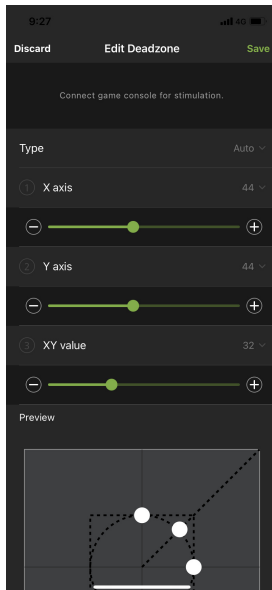 9:27 4G
Discard Edit Deadzone Save
Connect game console for stimulation.
Type Auto
1 X axis 44
2 Y axis 44
3 XY value 32
Preview